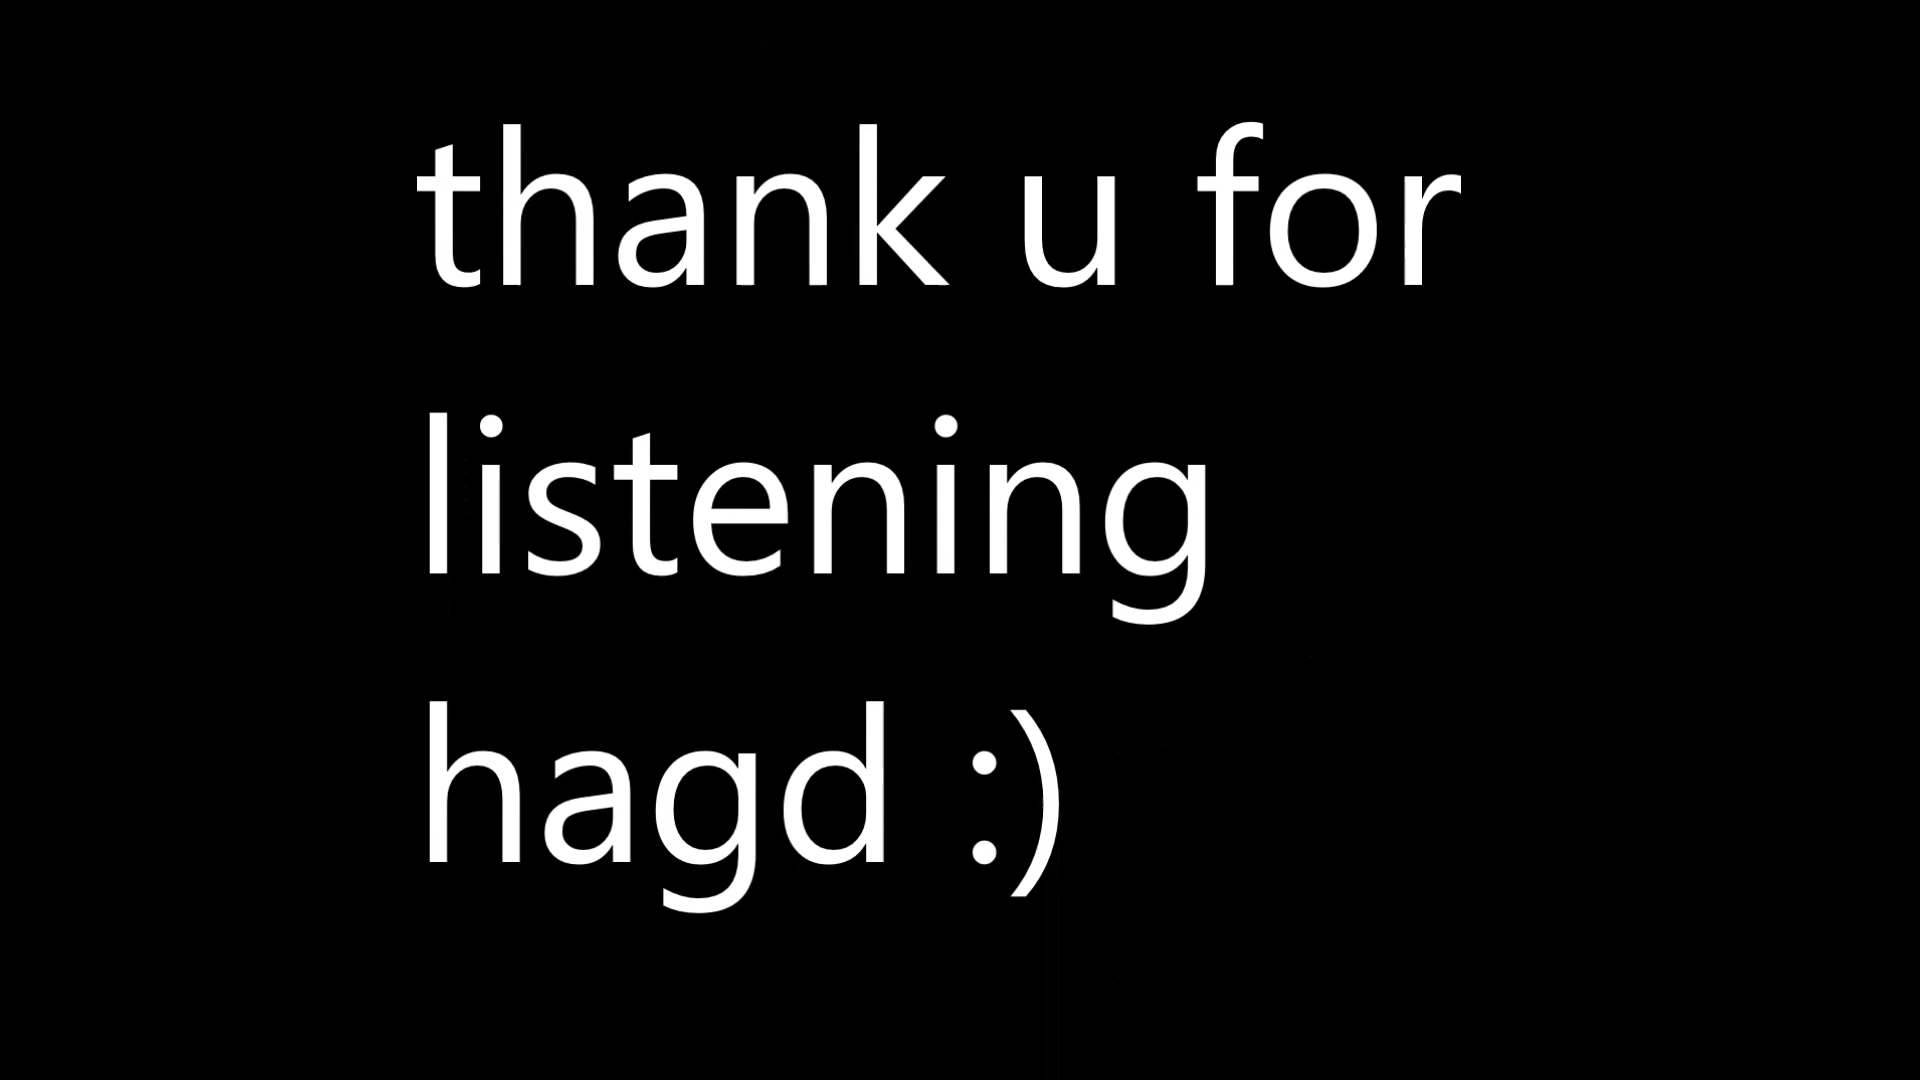 thank u for
listening
hagd :)